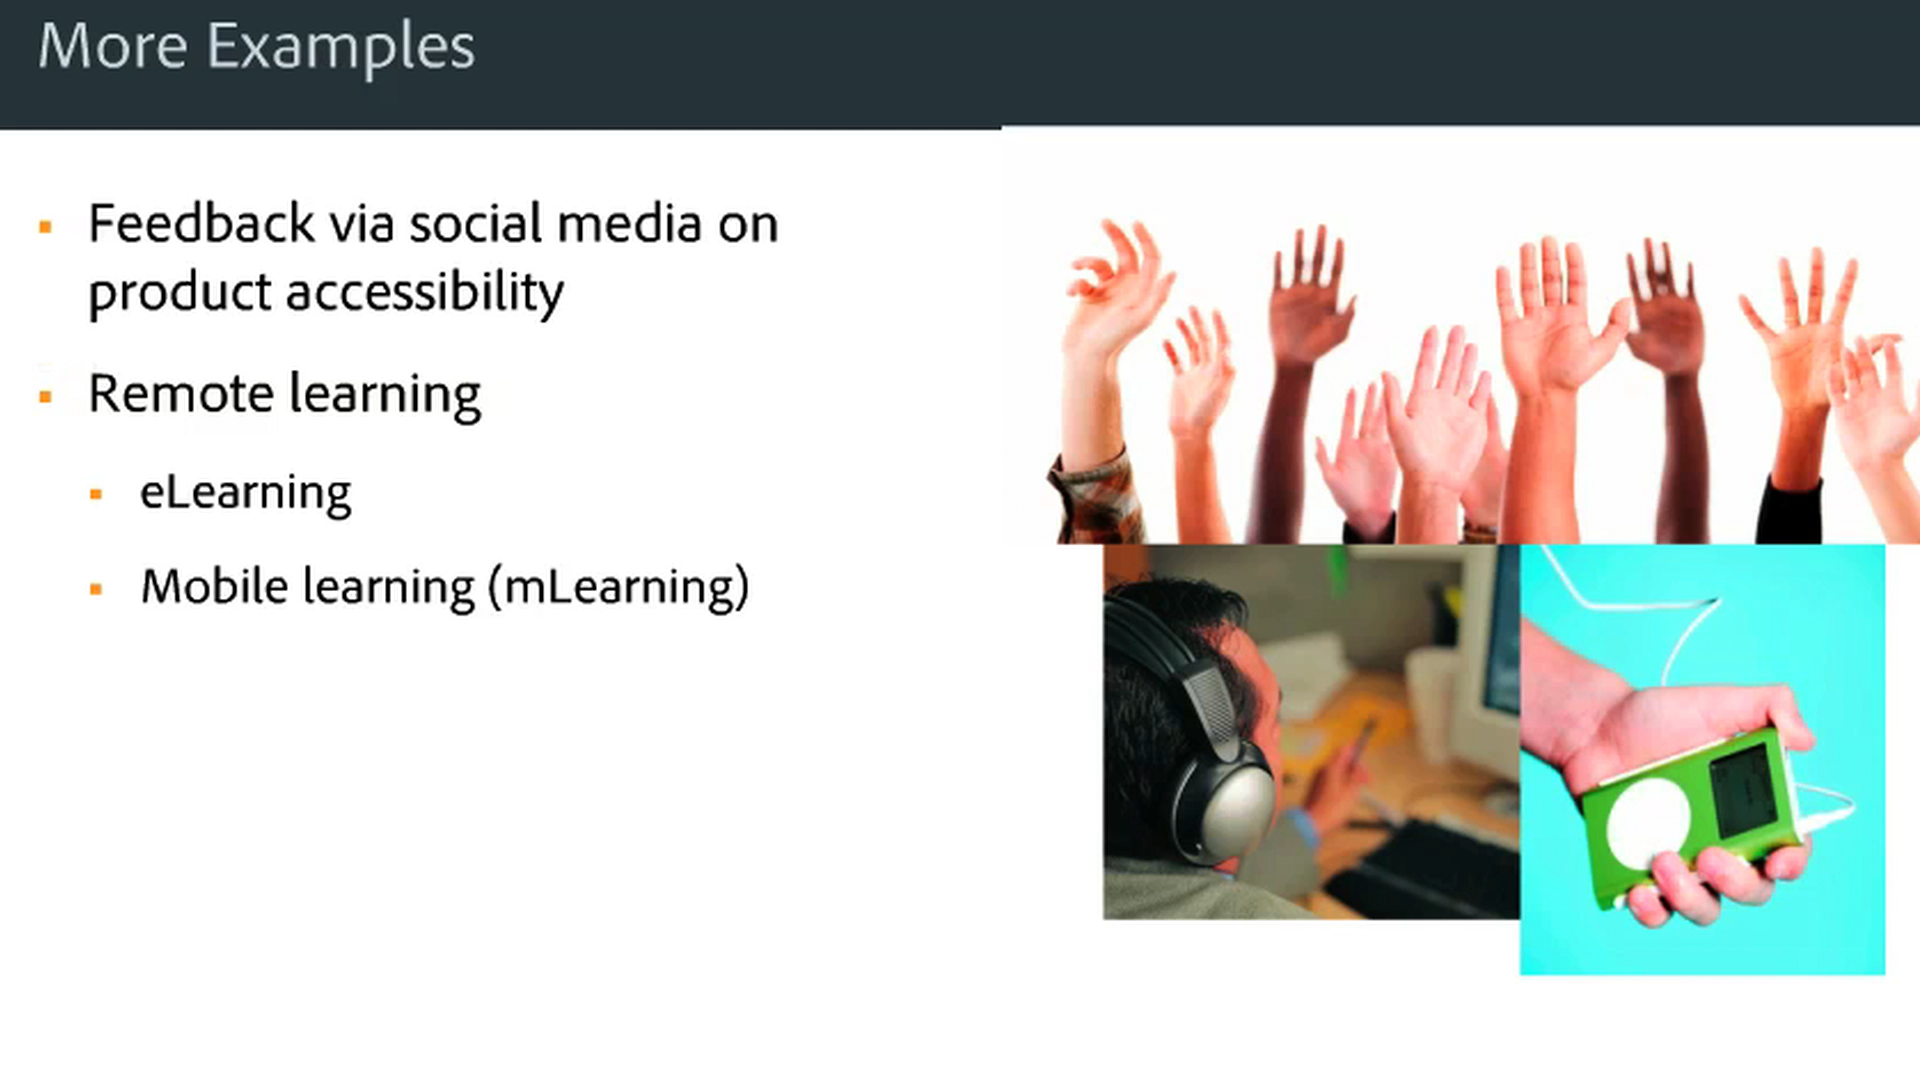 More Examples
Feedback via social media on
product accessibility
Remote learning
eLearning
Mobile learning (mLearning)